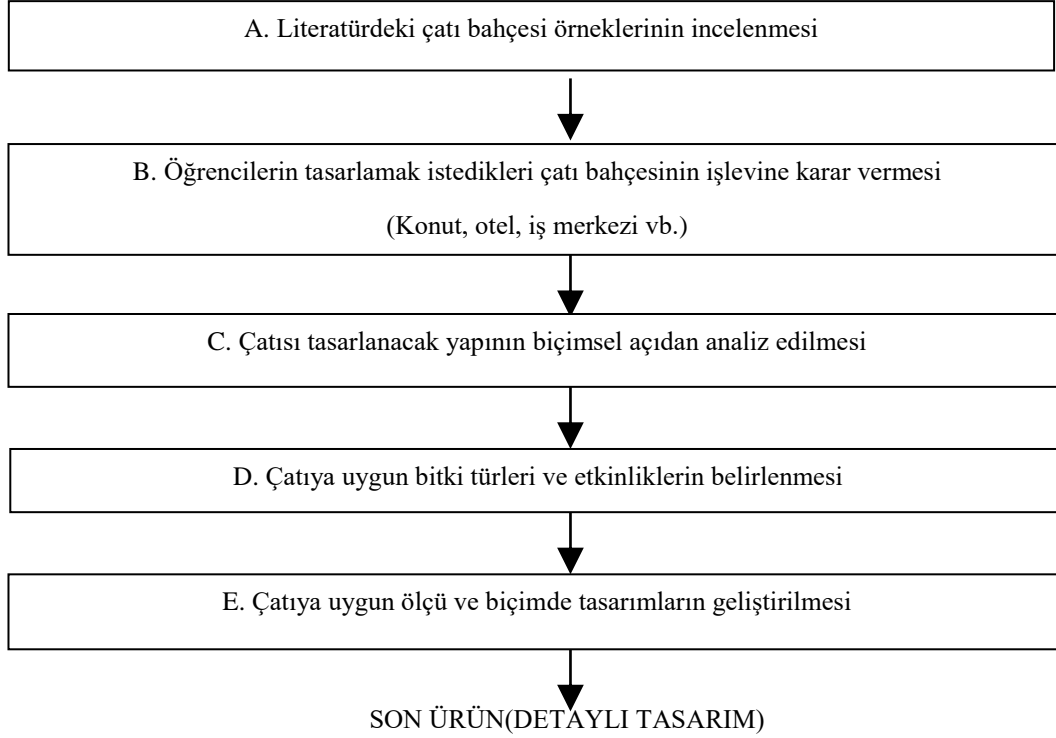 A. Literatürdeki çatı bahçesi örneklerinin incelenmesi
B. Öğrencilerin tasarlamak istedikleri çatı bahçesinin işlevine karar vermesi
(Konut, otel, iş merkezi vb.)
C. Çatısı tasarlanacak yapının biçimsel açıdan analiz edilmesi
D. Çatıya uygun bitki türleri ve etkinliklerin belirlenmesi
E. Çatıya uygun ölçü ve biçimde tasarımların geliştirilmesi
SON ÜRÜN(DETAYLI TASARIM)